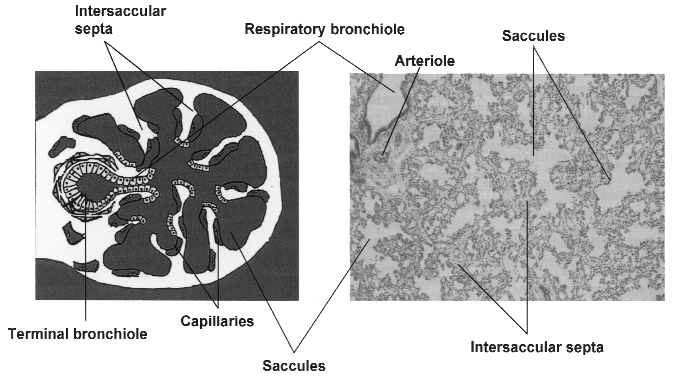 Intersaccular
septa
Respiratory bronchiole
Arteriole
Saccules
Terminal bronchiole
Capillaries
Saccules
Intersaccular septa